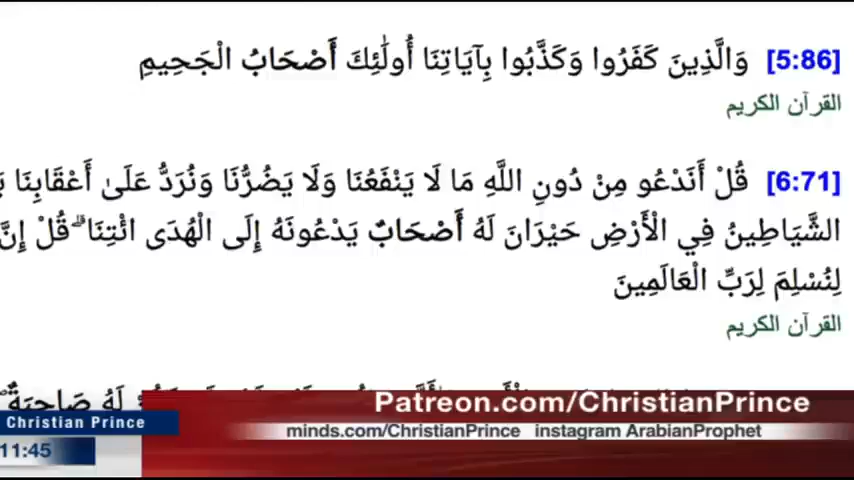 [5:86] وَالَّذِينَ كَفَرُوا وَكَذَّبُوا بِآيَاتِنَا أُولَٰئِكَ أَصْحَابُ الْجَحِيمِ
القرآن الكريم
[6:71] قُلْ أَنَدْعُو مِنْ دُونِ اللَّهِ مَا لَا يَنْفَعُنَا وَلَا يَضُرُّنَا وَنُرَدُّ عَلَىٰ أَعْقَابِنَا
الشَّيَاطِينُ فِي الْأَرْضِ حَيْرَانَ لَهُ أَصْحَابٌ يَدْعُونَهُ إِلَى الْهُدَى ائْتِنَا ۗ قُلْ إِنَّ
لِنُسْلِمَ لِرَبِّ الْعَالَمِينَ
القرآن الكريم
لَهُ صَاحِبَةٌ
Patreon.com/ChristianPrince
Christian Prince
minds.com/ChristianPrince instagram ArabianProphet
11:45